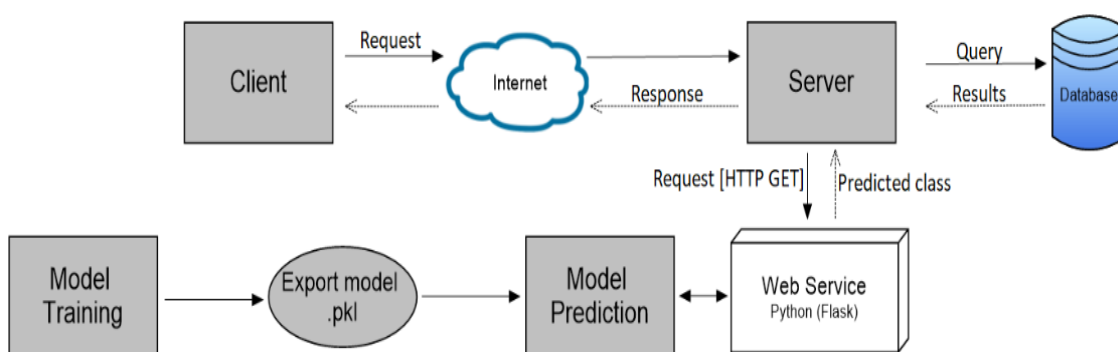 Request
Client
Internet
Server
Query
Database
Response
Results
Request [HTTP GET]
Predicted class
Model
Training
Export model
.pkl
Model
Prediction
Web Service
Python (Flask)